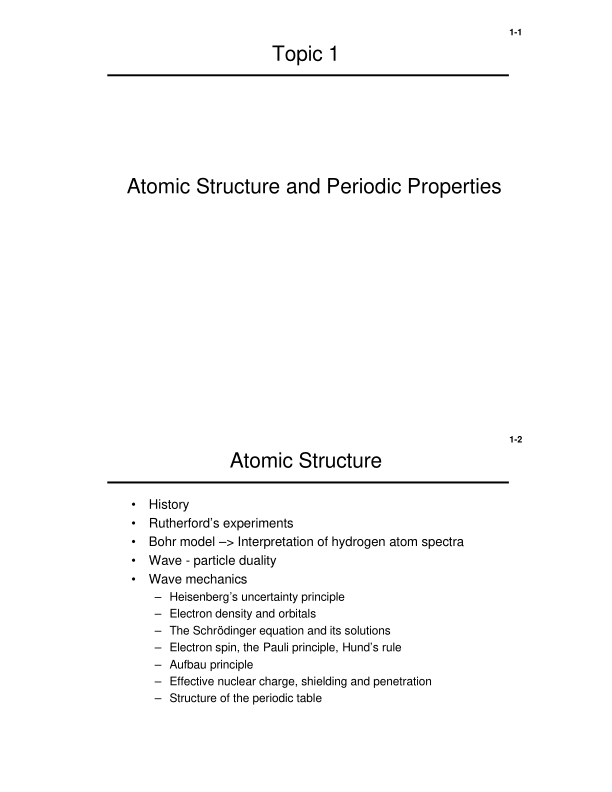 1-1
Topic 1
Atomic Structure and Periodic Properties
1-2
Atomic Structure
• History
• Rutherford's experiments
• Bohr model –> Interpretation of hydrogen atom spectra
• Wave - particle duality
• Wave mechanics
– Heisenberg's uncertainty principle
– Electron density and orbitals
– The Schrödinger equation and its solutions
– Electron spin, the Pauli principle, Hund's rule
– Aufbau principle
– Effective nuclear charge, shielding and penetration
– Structure of the periodic table